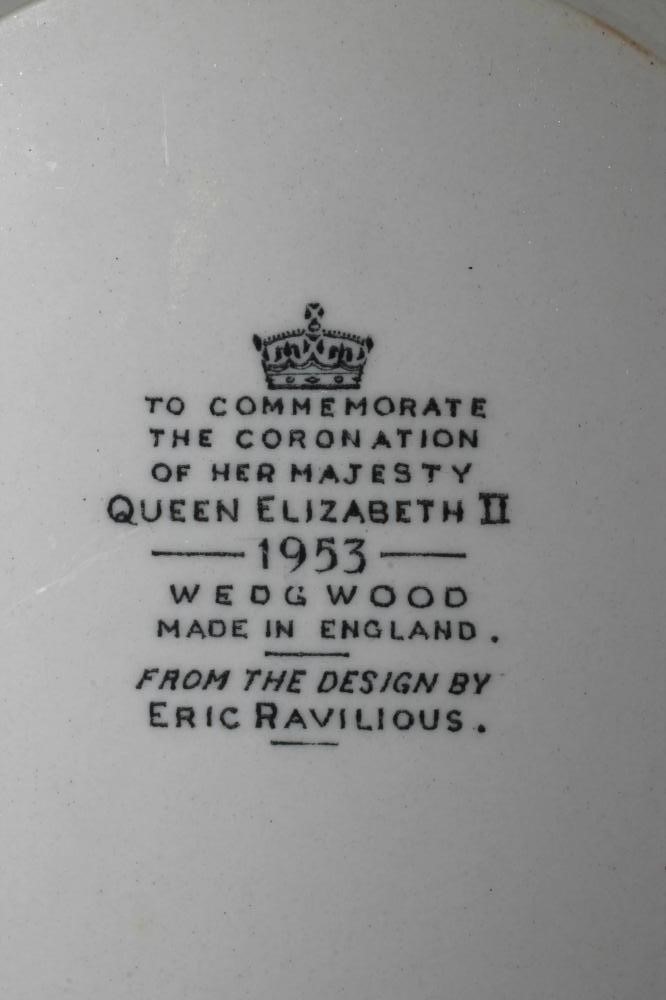 TO COMMEMORATE
THE CORONATION
OF HER MAJESTY
QUEEN ELIZABETH II
1953
WEDGWOOD
MADE IN ENGLAND.
FROM THE DESIGN BY
ERIC RAVILIOUS.